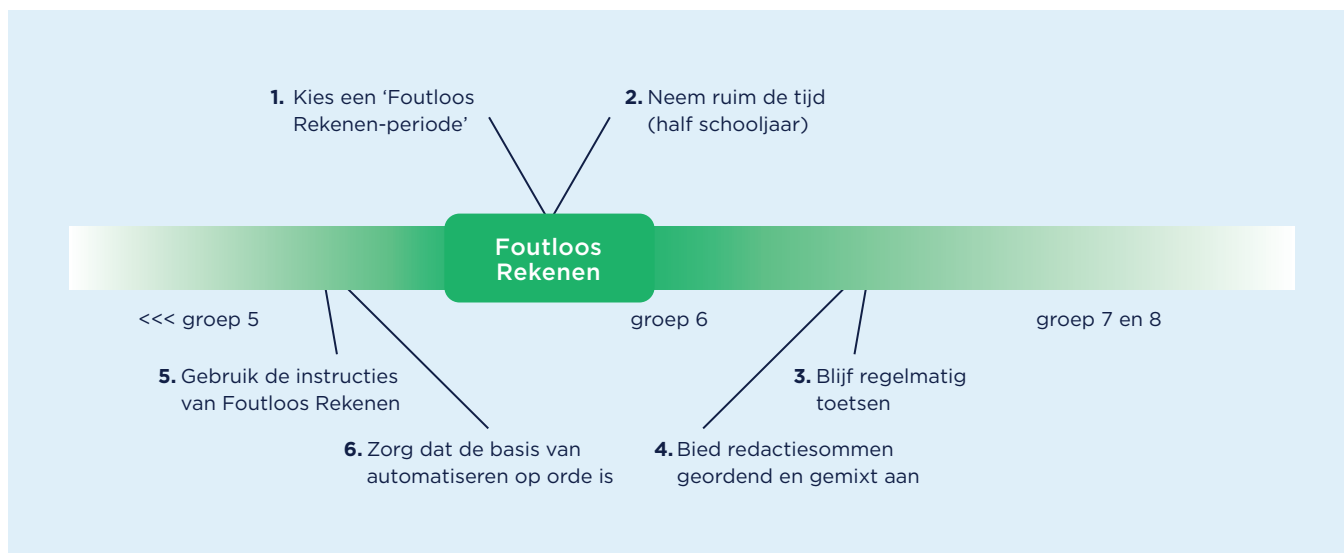 1. Kies een ‘Foutloos
Rekenen-periode’
2. Neem ruim de tijd
(half schooljaar)
Foutloos
Rekenen
<<< groep 5
groep 6
groep 7 en 8
5. Gebruik de instructies
van Foutloos Rekenen
3. Blijf regelmatig
toetsen
6. Zorg dat de basis van
automatiseren op orde is
4. Bied redactiesommen
geordend en gemixt aan